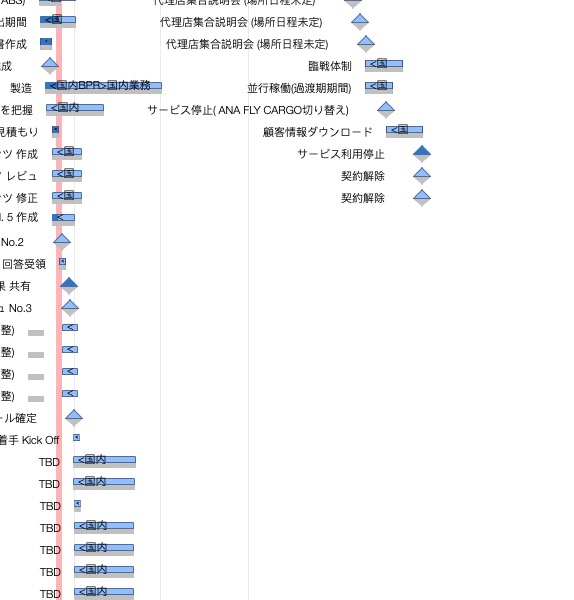 ABS)
代理店集合説明会 (場所日程未定)
出期間
<国
代理店集合説明会 (場所日程未定)
書作成
代理店集合説明会 (場所日程未定)
成
臨戦体制
<国
製造
<国内BPR>国内業務
並行稼働(過渡期期間)
<国
を把握
<国内
サービス停止( ANA FLY CARGO切り替え)
見積もり
<
顧客情報ダウンロード
<国
ツ 作成
<国
サービス利用停止
レビュ
<国
契約解除
ツ 修正
<国
契約解除
. 5 作成
<
No.2
回答受領
<
果 共有
ュ No.3
整)
<
整)
<
整)
<
整)
<
ール確定
着手 Kick Off
<
TBD
<国内
TBD
<国内
TBD
<
TBD
<国内
TBD
<国内
TBD
<国内
TBD
<国内